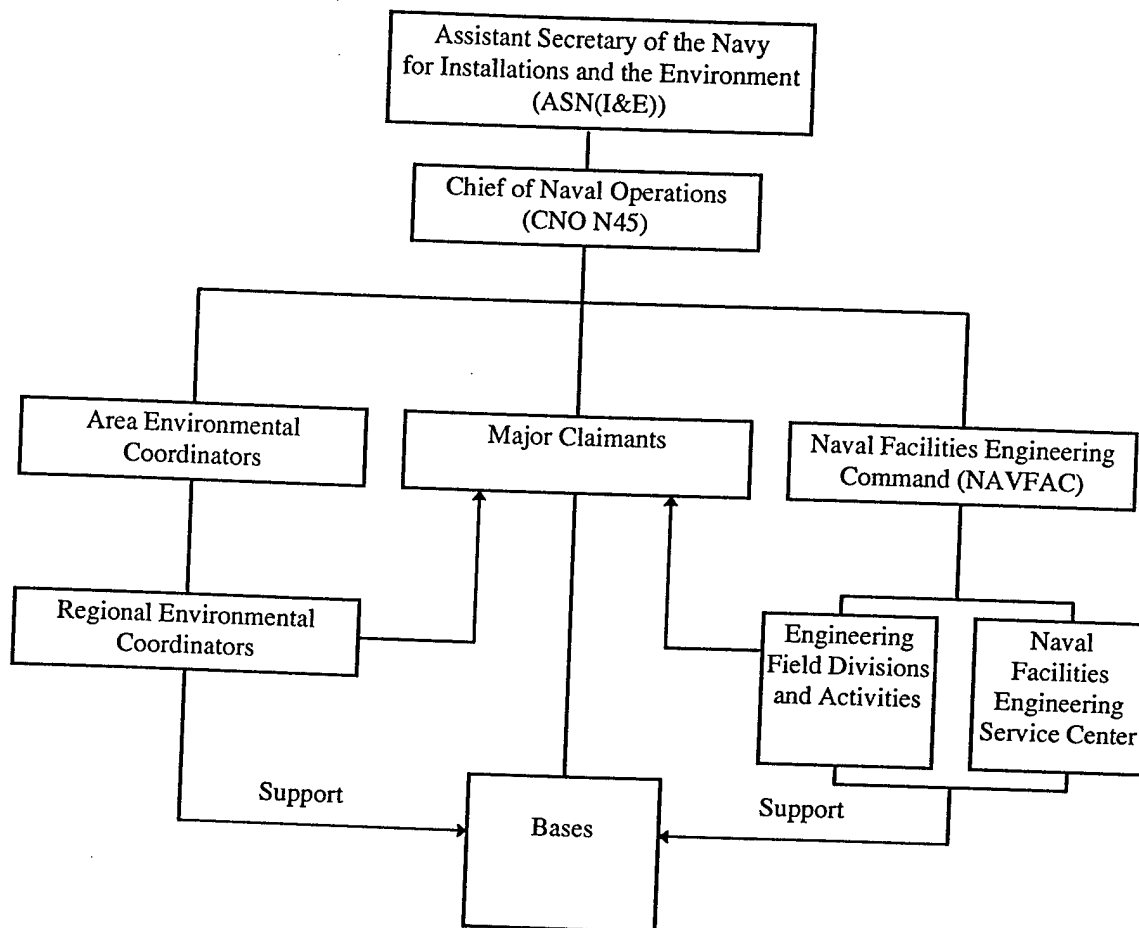 Assistant Secretary of the Navy
for Installations and the Environment
(ASN(I&E))
Chief of Naval Operations
(CNO N45)
Area Environmental
Coordinators
Major Claimants
Naval Facilities Engineering
Command (NAVFAC)
Regional Environmental
Coordinators
Engineering
Field Divisions
and Activities
Naval
Facilities
Engineering
Service Center
Support
Bases
Support